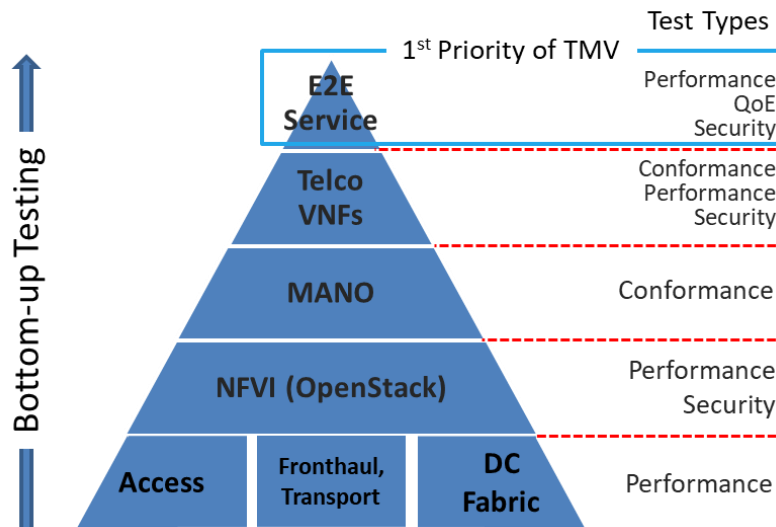 Test Types
1st Priority of TMV
E2E
Service
Performance
QoE
Security
Telco
VNFs
Conformance
Performance
Security
MANO
Conformance
NFVI (OpenStack)
Performance
Security
Access
Fronthaul,
Transport
DC
Fabric
Performance
Bottom-up Testing